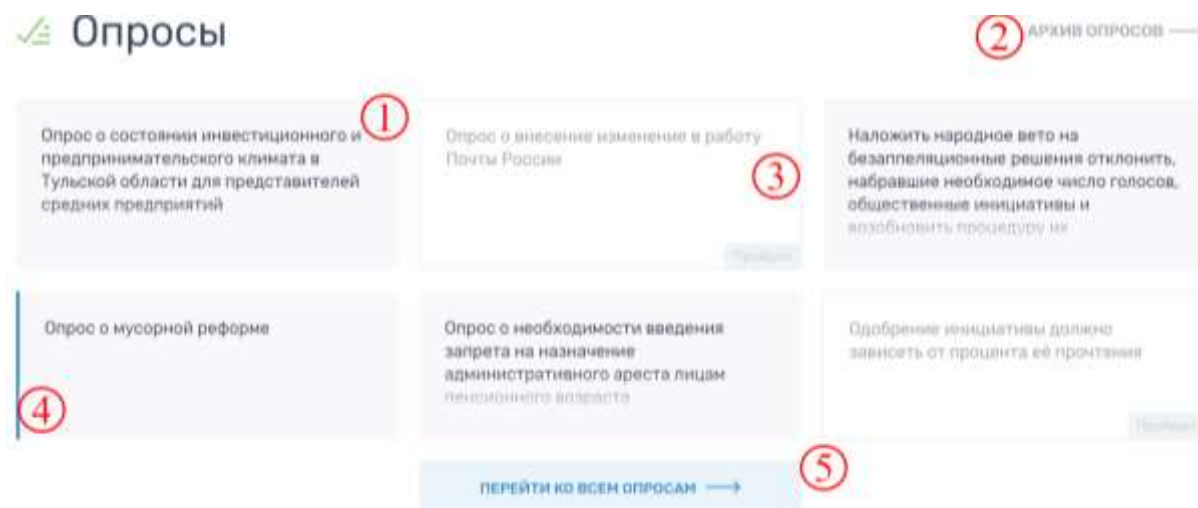 Опросы
2
АРХИВ ОПРОСОВ
1
Опрос о состоянии инвестиционного и
предпринимательского климата в
Тульской области для представителей
средних предприятий
Опрос о внесение изменение в работу
Почты России
3
Наложить народное вето на
безаппеляционные решения отклонить,
набравшие необходимое число голосов,
общественные инициативы и
возобновить процедуру их
Опрос о мусорной реформе
4
Опрос о необходимости введения
запрета на назначение
административного ареста лицам
пенсионного возраста
Одобрение инициативы должно
зависеть от процента её прочтения
5
ПЕРЕЙТИ КО ВСЕМ ОПРОСАМ